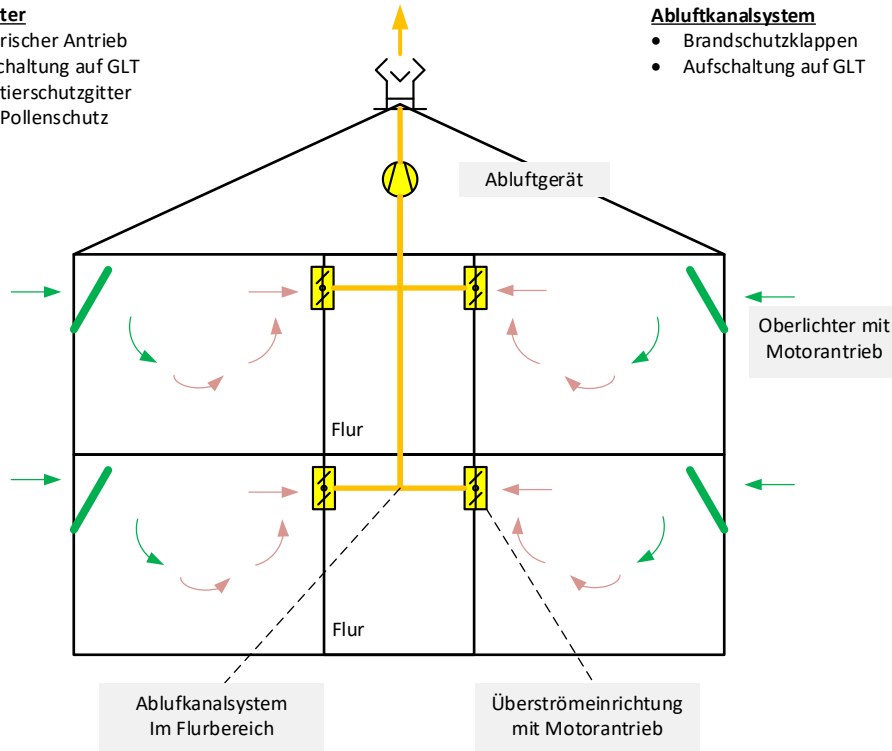 ter
rischer Antrieb
chaltung auf GLT
tierschutzgitter
Pollenschutz
Abluftkanalsystem
• Brandschutzklappen
• Aufschaltung auf GLT
Abluftgerät
Oberlichter mit
Motorantrieb
Flur
Flur
Ablufkanalsystem
Im Flurbereich
Überströmeinrichtung
mit Motorantrieb